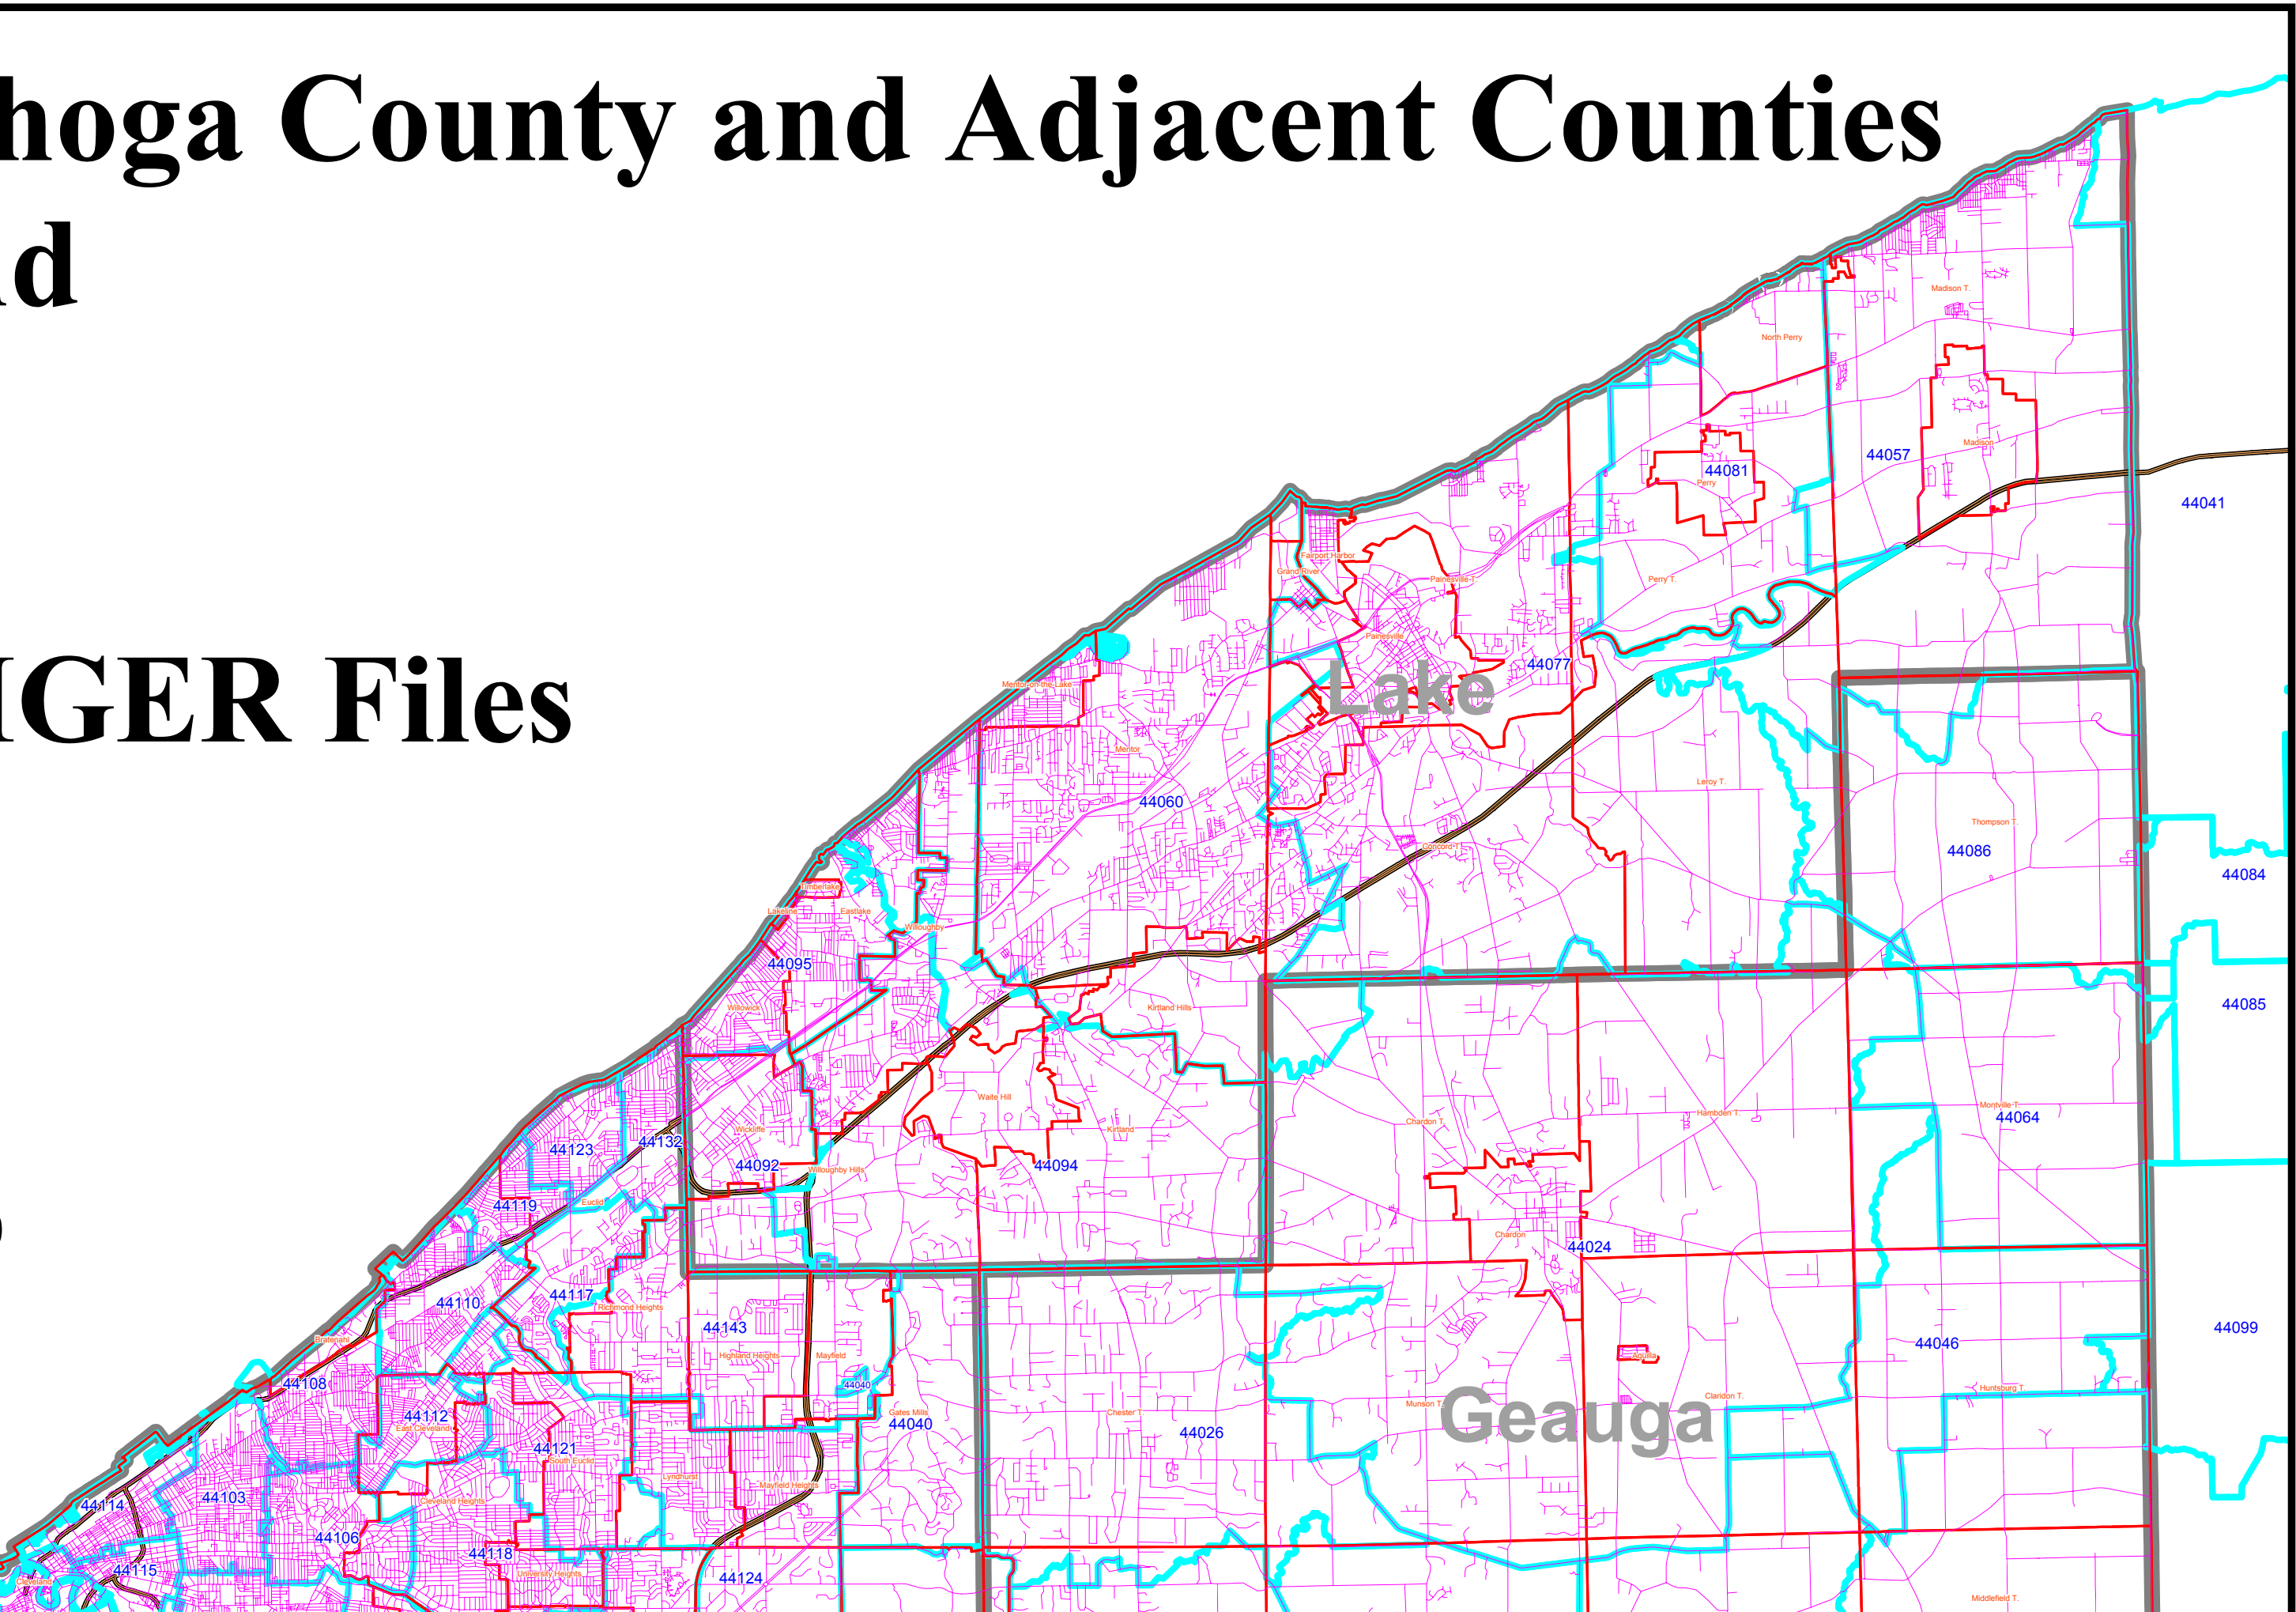 hoga County and Adjacent Counties
d
IGER Files
Madison T.
North Perry
Madison
44057
44081
Perry
44041
Fairport Harbor
Grand River
Painesville T.
Perry T.
Painesville
44077
Lake
Mentor-on-the-Lake
Mentor
Leroy T.
44060
Thompson T.
Concord T.
44086
44084
Timberlake
Lakeline
Eastlake
Willoughby
44095
Willowick
Kirtland Hills
44085
Waite Hill
Montville T.
Hambden T.
44064
Chardon T.
Wickliffe
Kirtland
44132
44123
44092
44094
Willoughby Hills
Euclid
44119
Chardon
44024
44117
44110
Richmond Heights
44143
44099
Bratenahl
44046
Highland Heights
Mayfield
Aquilla
44108
44040
Huntsburg T.
Claridon T.
Munson T.
Geauga
Gates Mills
Chester T.
44112
44040
East Cleveland
44026
44121
South Euclid
Lyndhurst
Mayfield Heights
44103
Cleveland Heights
44114
44106
44118
44115
University Heights
44124
Cleveland
Middlefield T.